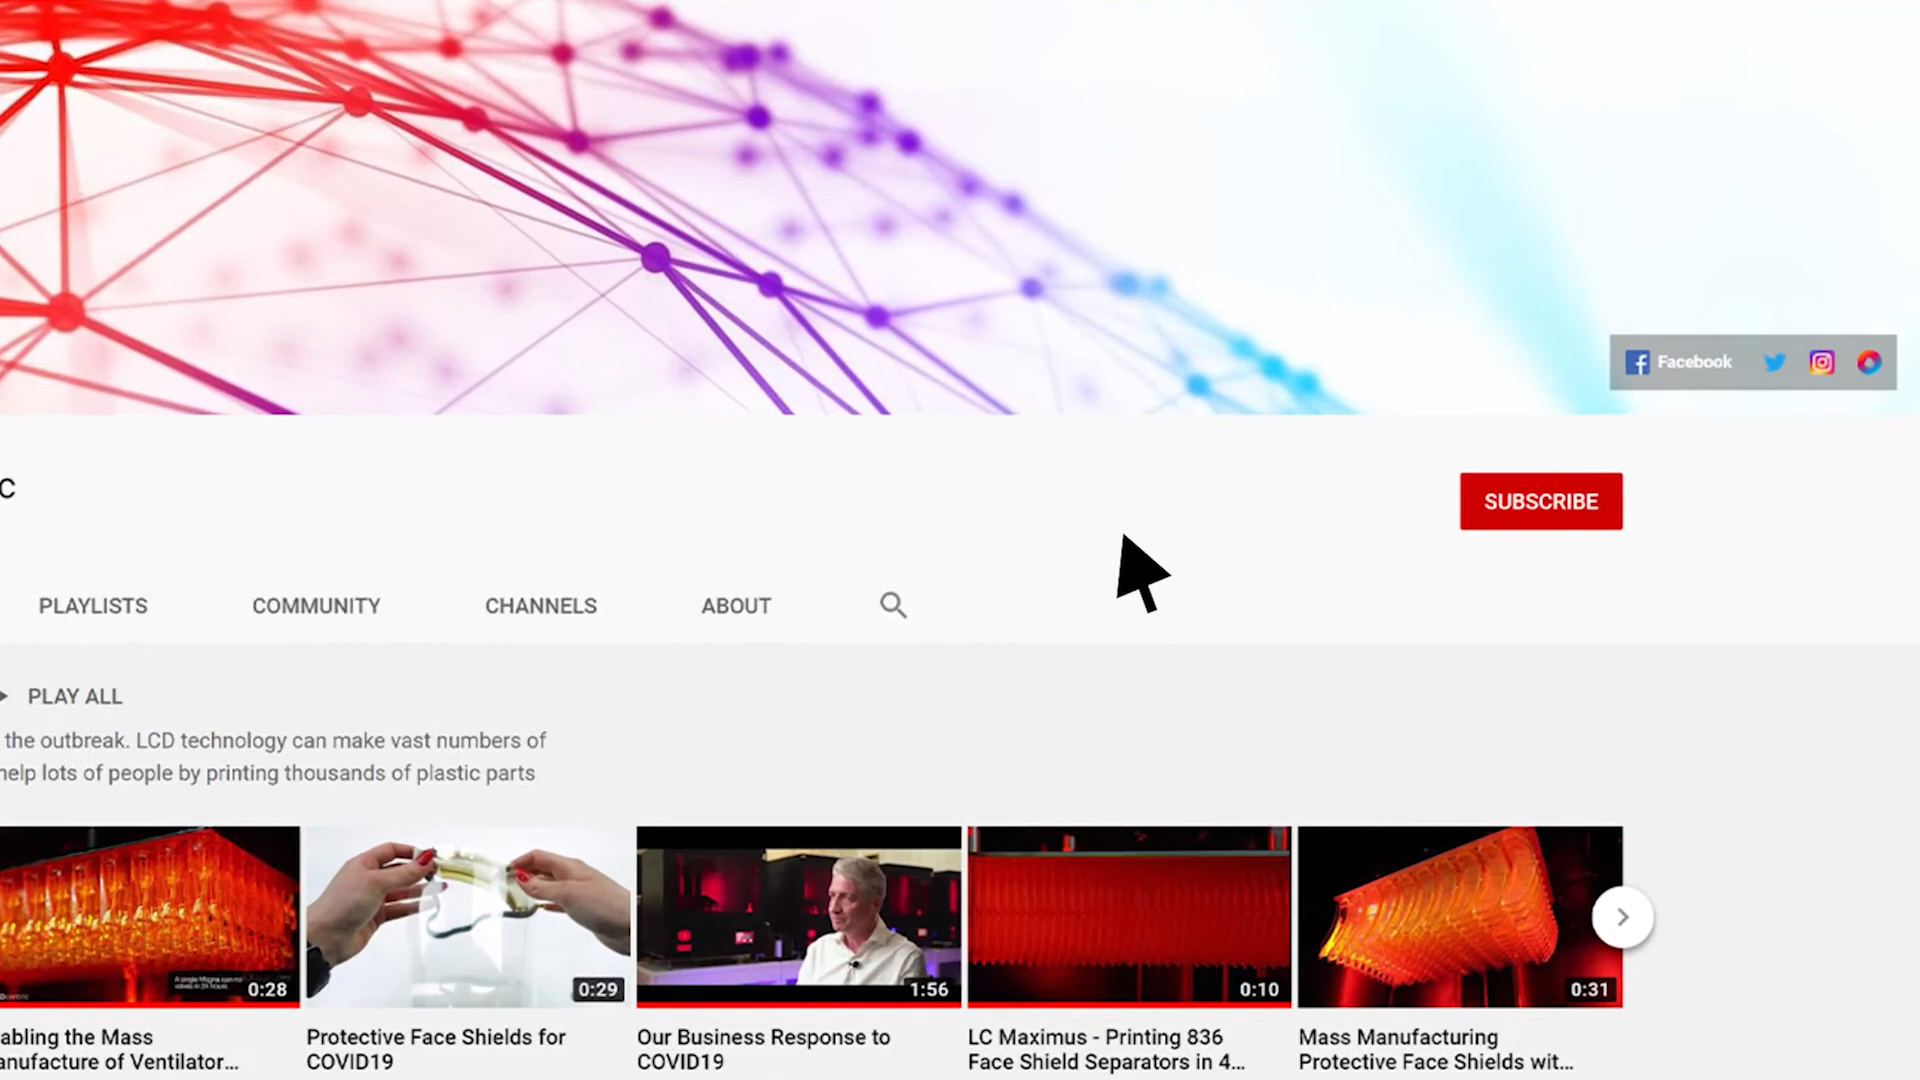 Facebook
C
SUBSCRIBE
PLAYLISTS COMMUNITY CHANNELS ABOUT
PLAY ALL
the outbreak. LCD technology can make vast numbers of
help lots of people by printing thousands of plastic parts
0:28
0:29
1:56
0:10
0:31
abling the Mass
anufacture of Ventilator...
Protective Face Shields for
COVID19
Our Business Response to
COVID19
LC Maximus - Printing 836
Face Shield Separators in 4...
Mass Manufacturing
Protective Face Shields wit...